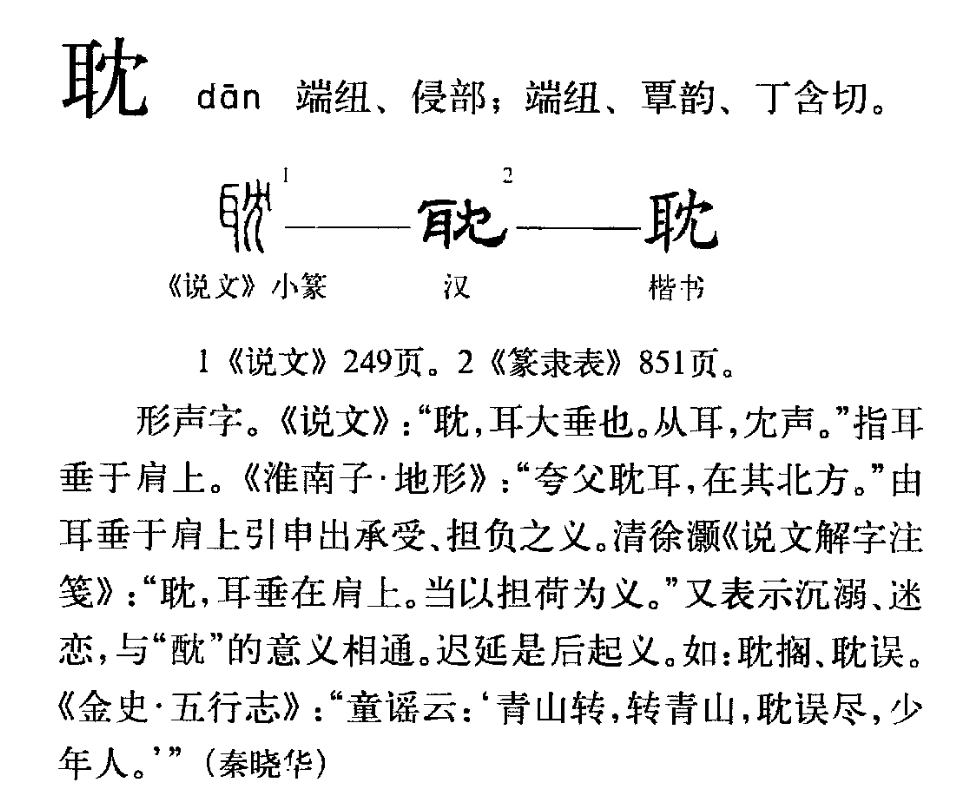 耽 dān 端纽、侵部；端纽、覃韵、丁含切。
耽 1 —— 耽 2 —— 耽
《说文》小篆 汉 楷书
1《说文》249页。2《篆隶表》851页。
形声字。《说文》：“耽，耳大垂也。从耳，冘声。”指耳
垂于肩上。《淮南子·地形》：“夸父耽耳，在其北方。”由
耳垂于肩上引申出承受、担负之义。清徐灏《说文解字注
笺》：“耽，耳垂在肩上。当以担荷为义。”又表示沉溺、迷
恋，与“酖”的意义相通。迟延是后起义。如：耽搁、耽误。
《金史·五行志》：“童谣云：‘青山转，转青山，耽误尽，少
年人。’”（秦晓华）